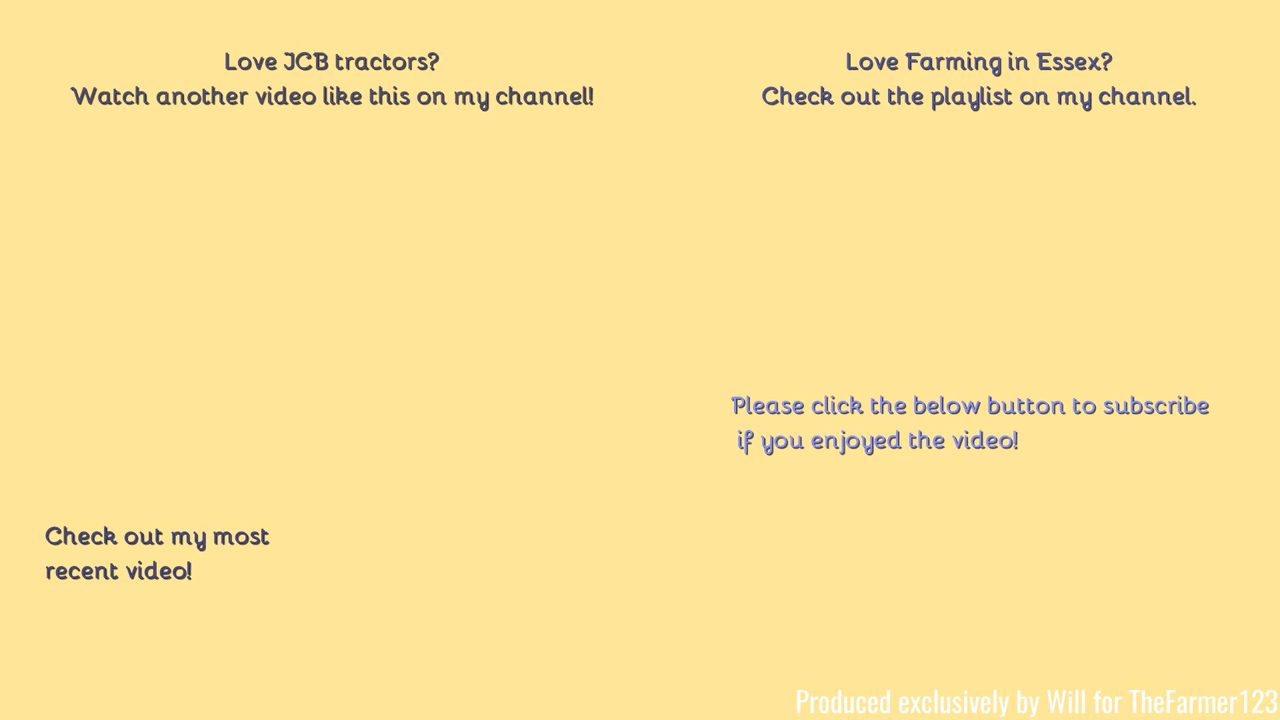 Love JCB tractors?
Watch another video like this on my channel!
Love Farming in Essex?
Check out the playlist on my channel.
Please click the below button to subscribe
if you enjoyed the video!
Check out my most
recent video!
Produced exclusively by Will for TheFarmer123